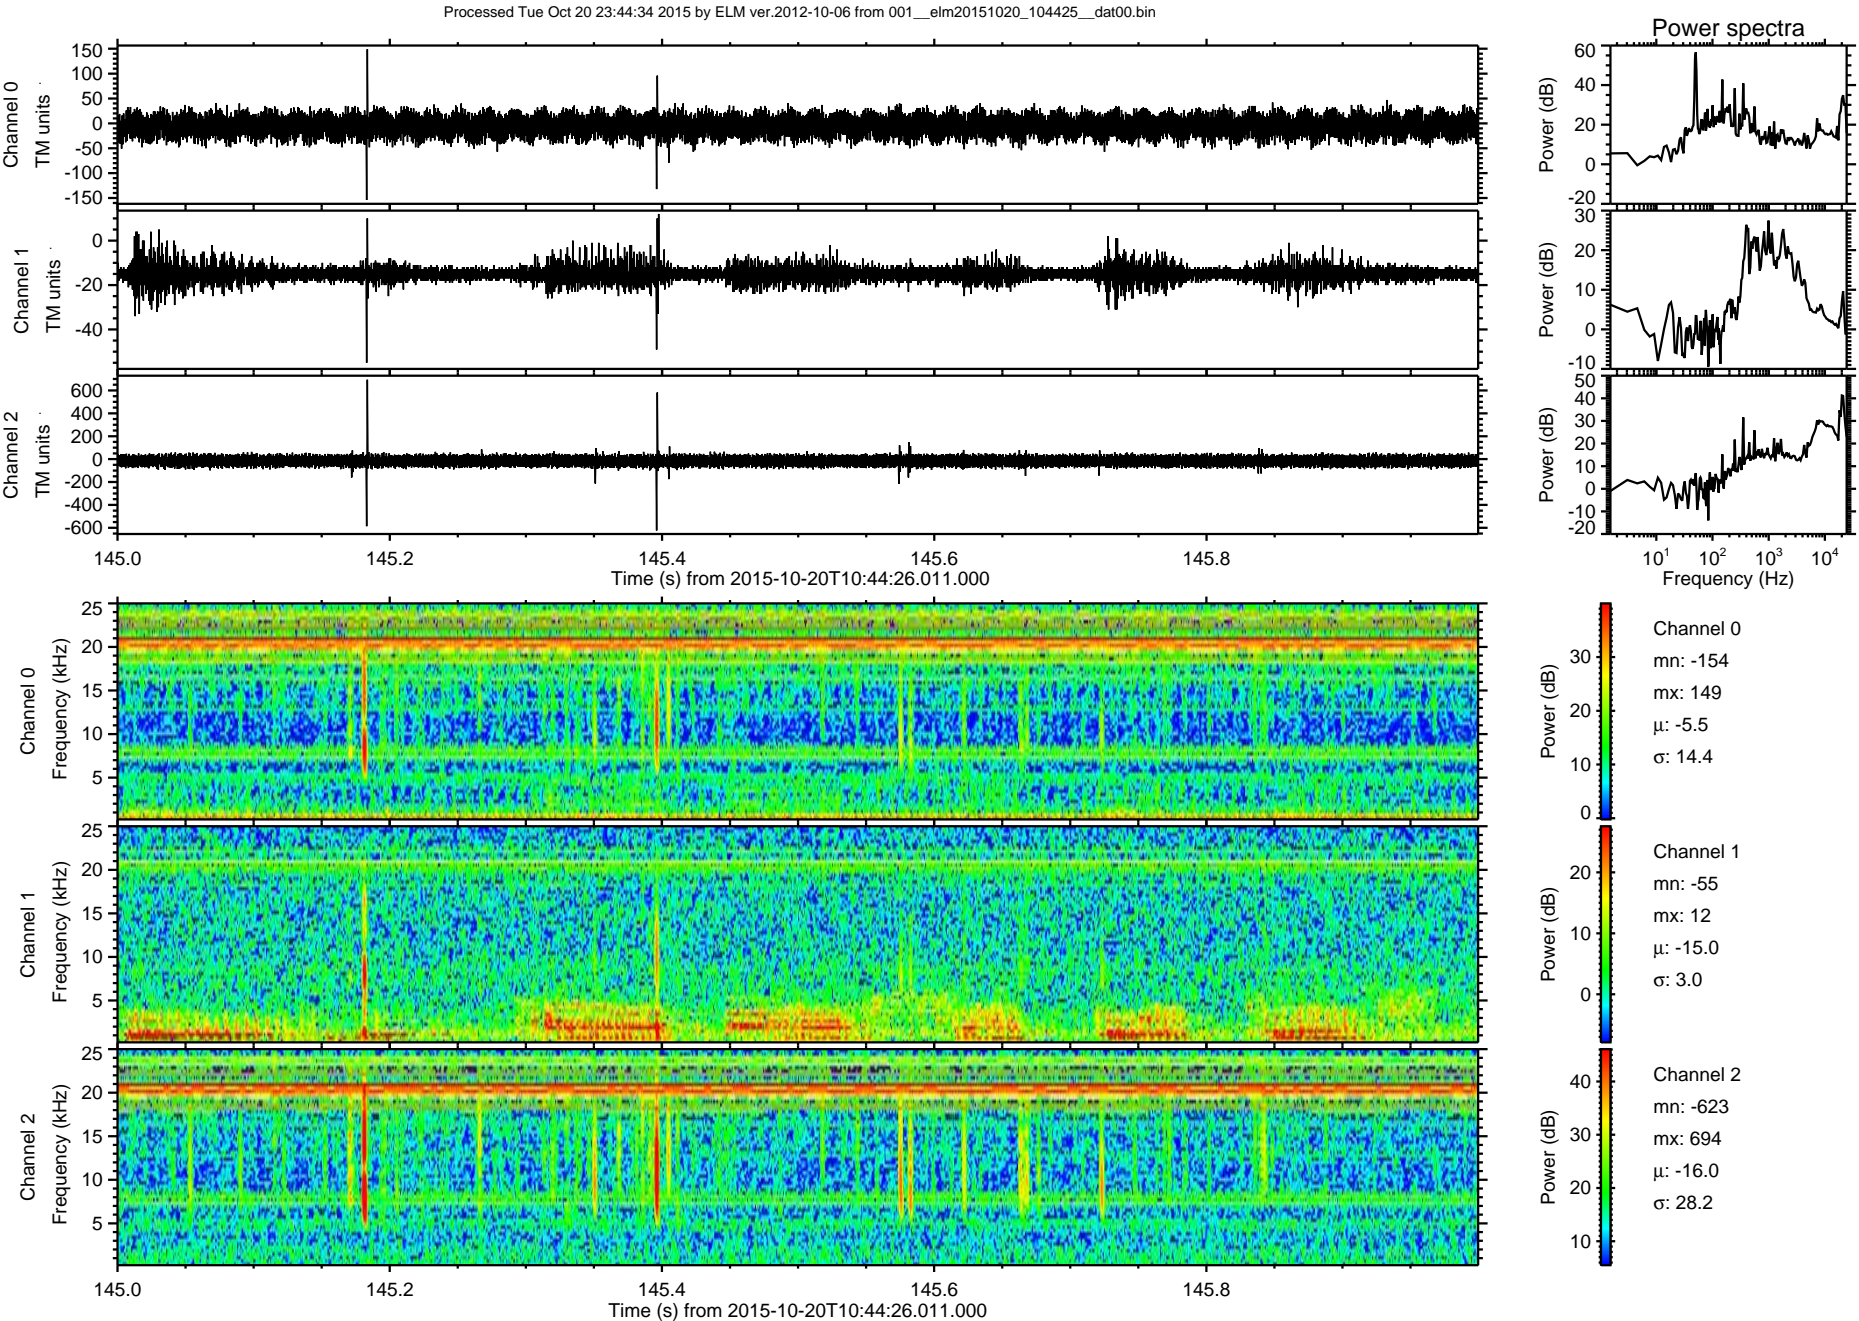 Processed Tue Oct 20 23:44:34 2015 by ELM ver.2012-10-06 from 001__elm20151020_104425__dat00.bin
Power spectra
Channel 0
TM units
150
100
50
0
-50
-100
-150
Power (dB)
60
40
20
0
-20
Channel 1
TM units
0
-20
-40
Power (dB)
30
20
10
0
-10
Channel 2
TM units
600
400
200
0
-200
-400
-600
Power (dB)
50
40
30
20
10
0
-10
-20
145.0 145.2 145.4 145.6 145.8
Time (s) from 2015-10-20T10:44:26.011.000
10^1 10^2 10^3 10^4
Frequency (Hz)
Channel 0
Frequency (kHz)
25
20
15
10
5
Power (dB)
30
20
10
0
Channel 0
mn: -154
mx: 149
μ: -5.5
σ: 14.4
Channel 1
Frequency (kHz)
25
20
15
10
5
Power (dB)
20
10
0
Channel 1
mn: -55
mx: 12
μ: -15.0
σ: 3.0
Channel 2
Frequency (kHz)
25
20
15
10
5
Power (dB)
40
30
20
10
Channel 2
mn: -623
mx: 694
μ: -16.0
σ: 28.2
145.0 145.2 145.4 145.6 145.8
Time (s) from 2015-10-20T10:44:26.011.000